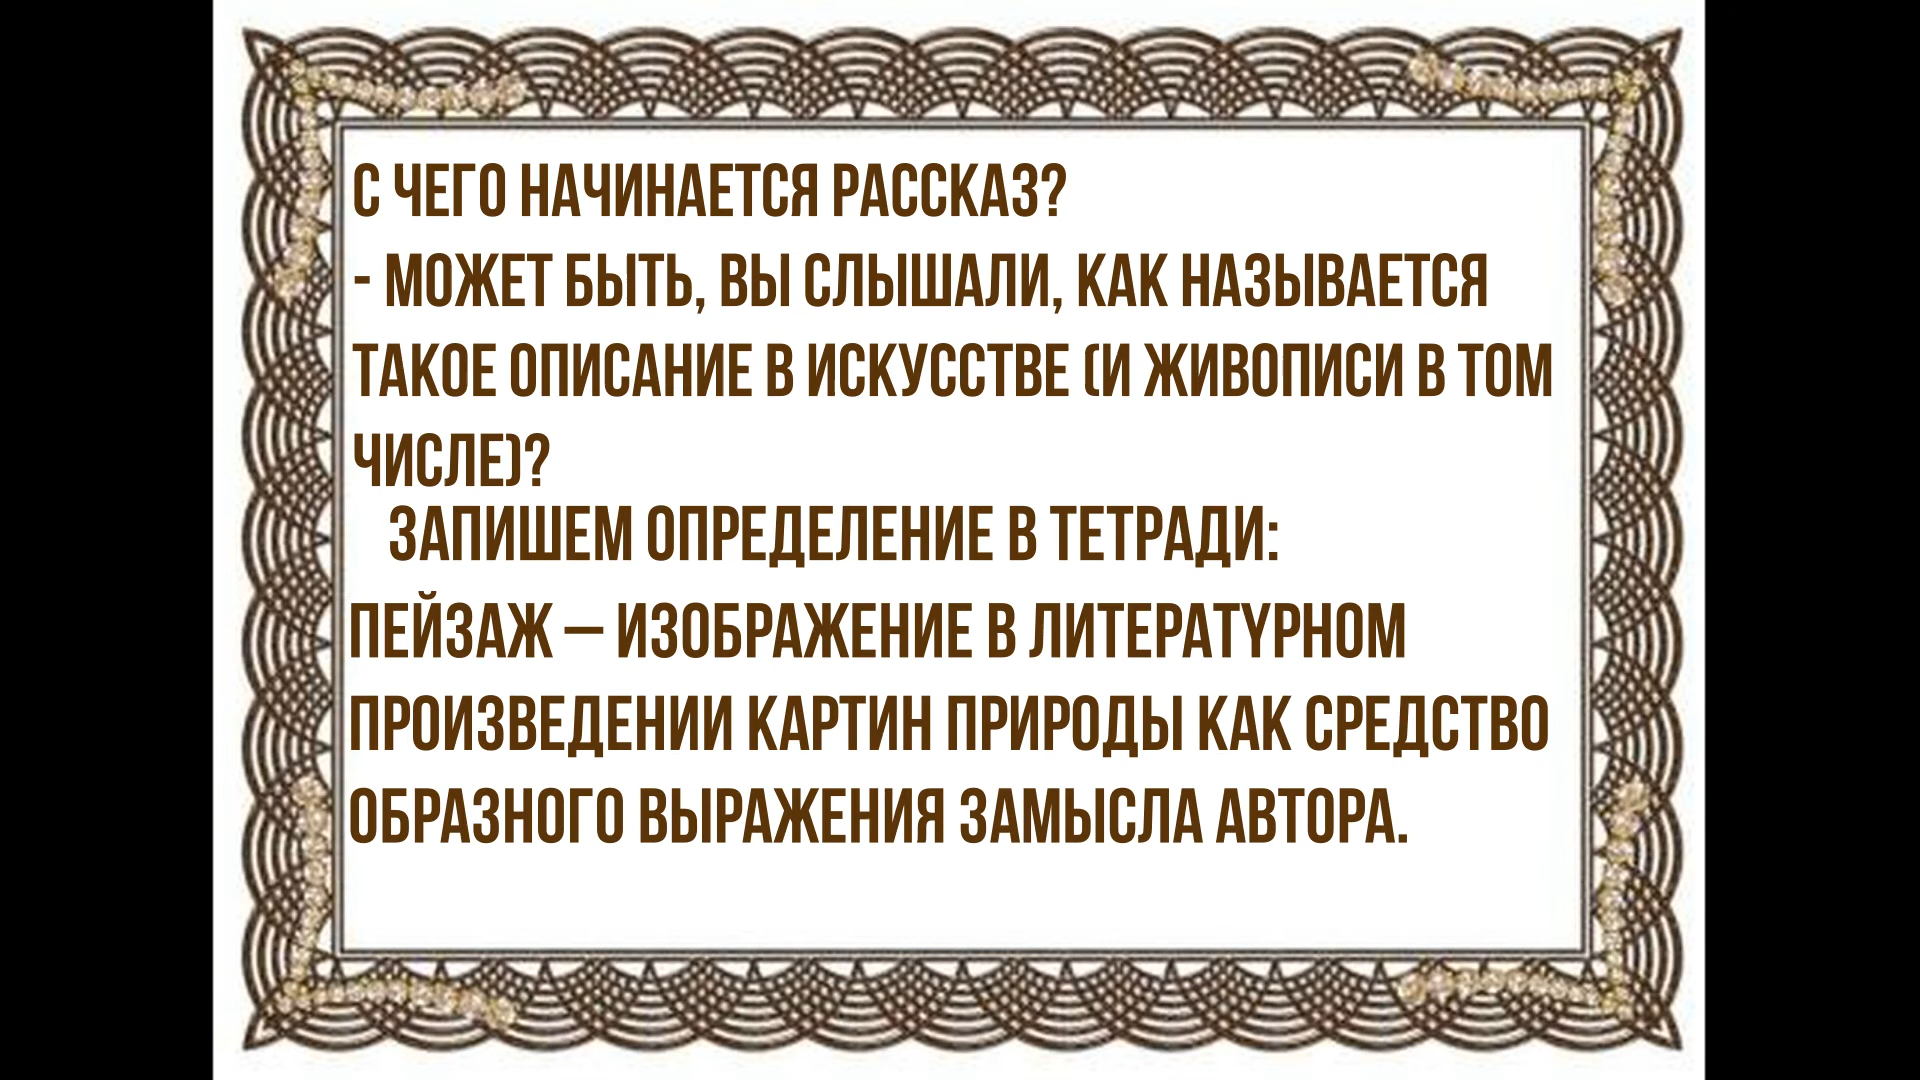 С ЧЕГО НАЧИНАЕТСЯ РАССКАЗ?
- МОЖЕТ БЫТЬ, ВЫ СЛЫШАЛИ, КАК НАЗЫВАЕТСЯ
ТАКОЕ ОПИСАНИЕ В ИСКУССТВЕ (И ЖИВОПИСИ В ТОМ
ЧИСЛЕ)?
ЗАПИШЕМ ОПРЕДЕЛЕНИЕ В ТЕТРАДИ:
ПЕЙЗАЖ – ИЗОБРАЖЕНИЕ В ЛИТЕРАТУРНОМ
ПРОИЗВЕДЕНИИ КАРТИН ПРИРОДЫ КАК СРЕДСТВО
ОБРАЗНОГО ВЫРАЖЕНИЯ ЗАМЫСЛА АВТОРА.